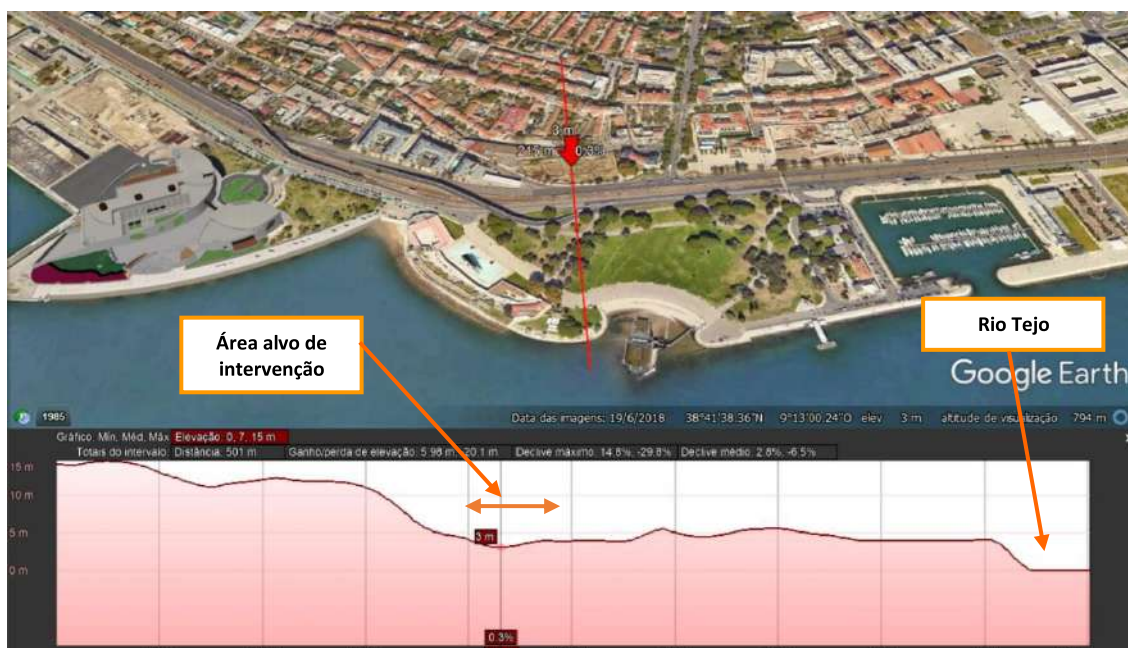 3 m
215 m
0.3%
Área alvo de
intervenção
Rio Tejo
Google Earth
1985
Data das imagens: 19/6/2018 38°41'38.36"N 9°13'00.24"O elev 3 m altitude de visualização 794 m
Gráfico: Mín, Méd, Máx Elevação: 0, 7, 15 m
Totais do intervalo: Distância: 501 m Ganho/perda de elevação: 5.98 m, -20.1 m Declive máximo: 14.8%, -29.8% Declive médio: 2.8%, -6.5%
15 m
10 m
5 m
0 m
3 m
0.3%